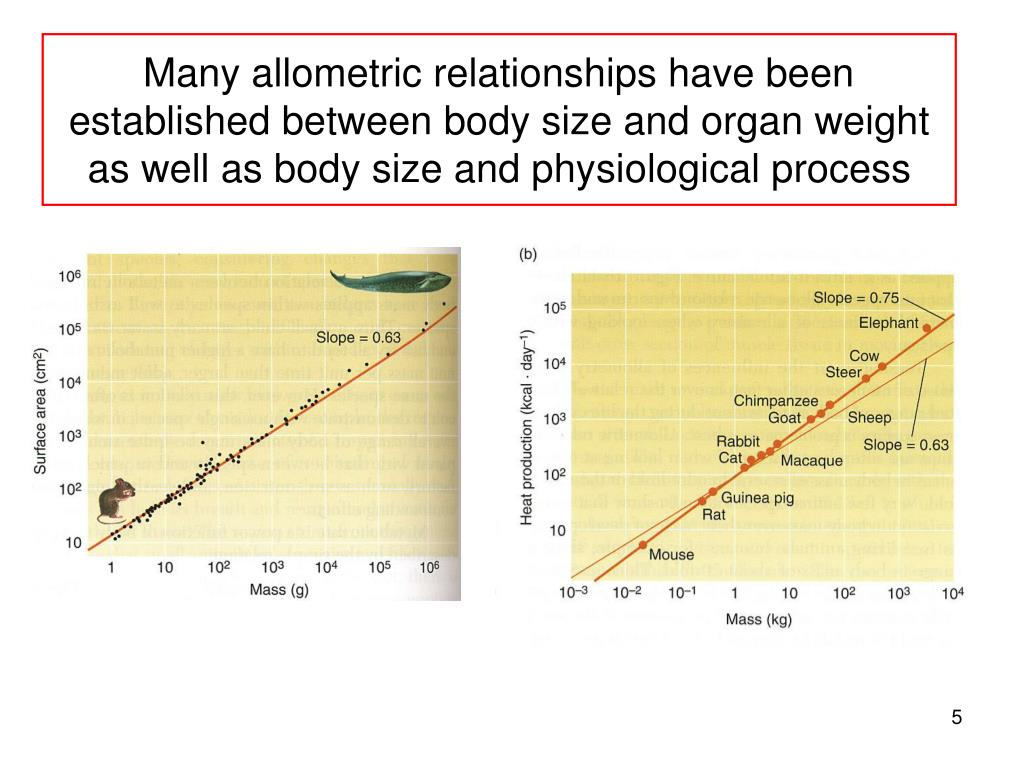 Many allometric relationships have been
established between body size and organ weight
as well as body size and physiological process
10⁶
10⁵
10⁴
10³
10²
10
Surface area (cm²)
Slope = 0.63
1
10
10²
10³
10⁴
10⁵
10⁶
Mass (g)
(b)
10⁵
10⁴
10³
10²
10
Heat production (kcal · day⁻¹)
Slope = 0.75
Elephant
Cow
Steer
Chimpanzee
Goat
Sheep
Slope = 0.63
Rabbit
Cat
Macaque
Guinea pig
Rat
Mouse
10⁻³
10⁻²
10⁻¹
1
10
10²
10³
10⁴
Mass (kg)
5